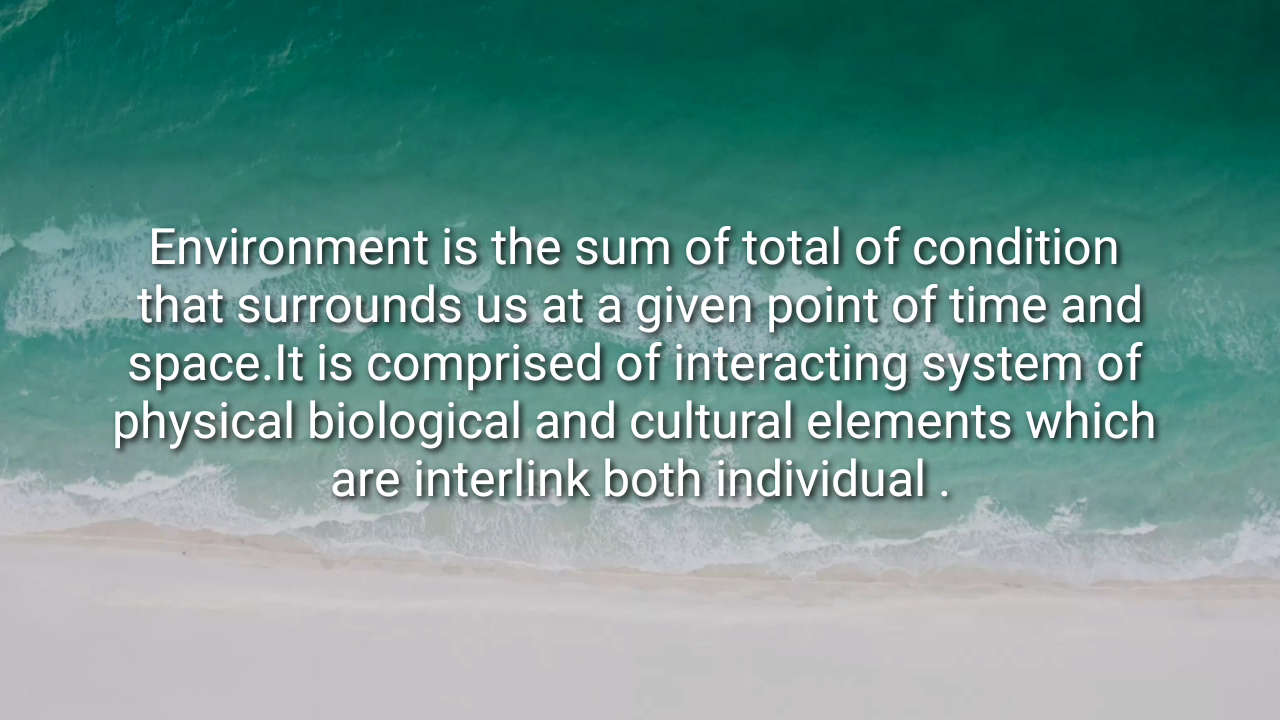 Environment is the sum of total of condition
that surrounds us at a given point of time and
space.It is comprised of interacting system of
physical biological and cultural elements which
are interlink both individual .